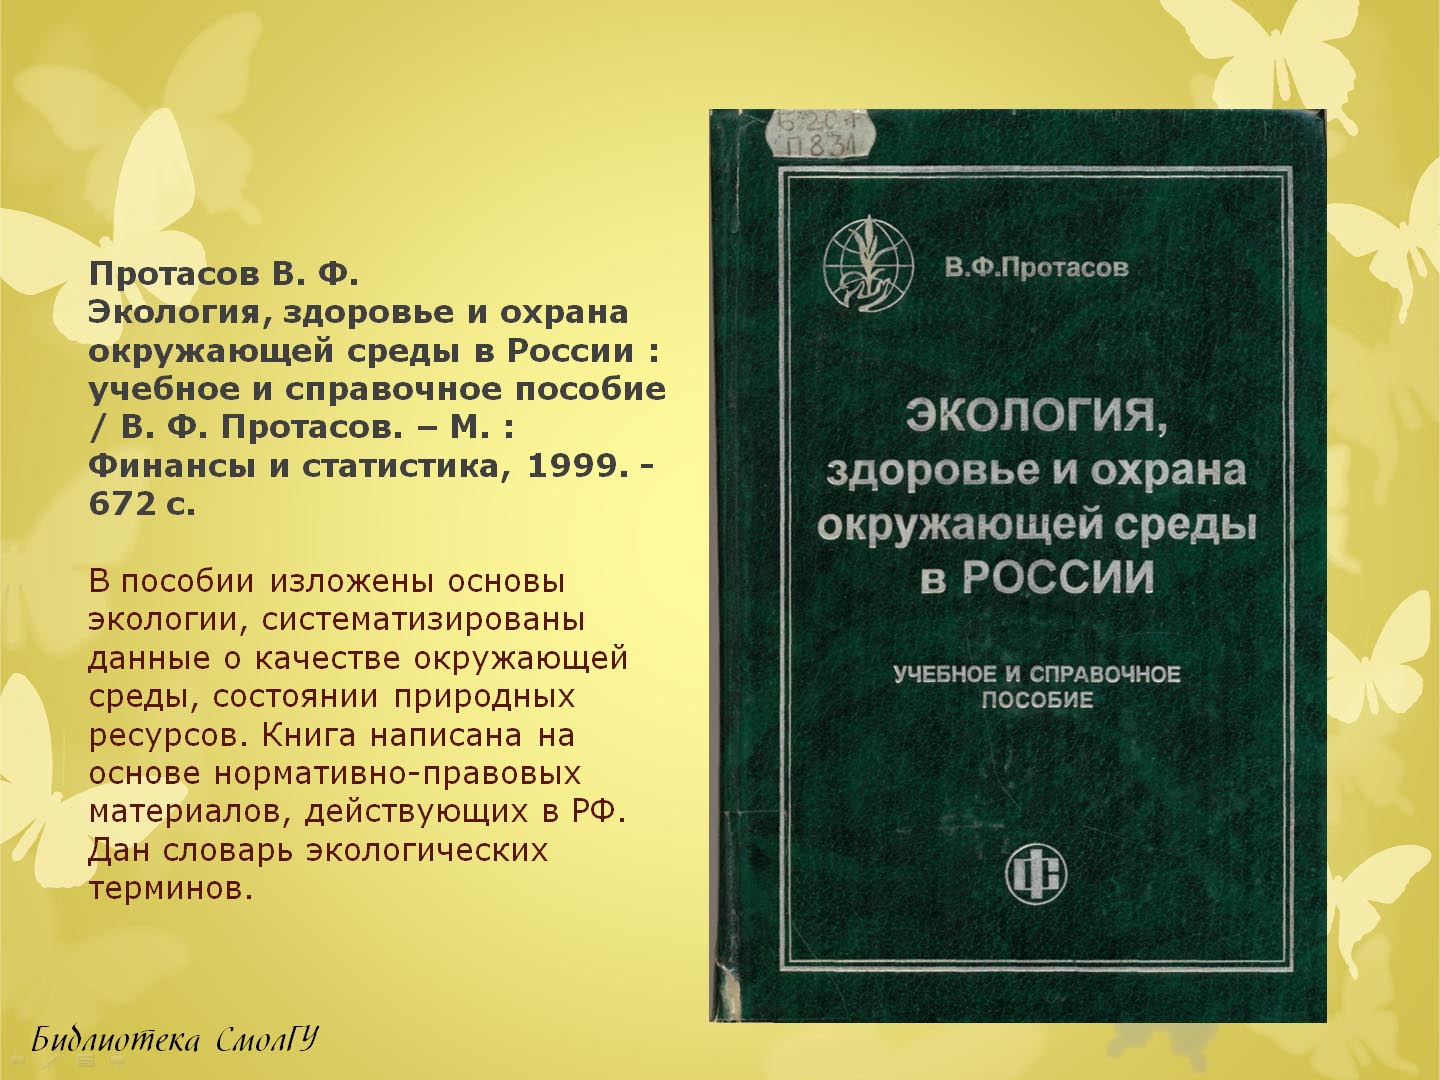 Протасов В. Ф.
Экология, здоровье и охрана
окружающей среды в России :
учебное и справочное пособие
/ В. Ф. Протасов. – М. :
Финансы и статистика, 1999. -
672 с.
В пособии изложены основы
экологии, систематизированы
данные о качестве окружающей
среды, состоянии природных
ресурсов. Книга написана на
основе нормативно-правовых
материалов, действующих в РФ.
Дан словарь экологических
терминов.
П831
В.Ф.Протасов
ЭКОЛОГИЯ,
здоровье и охрана
окружающей среды
в РОССИИ
УЧЕБНОЕ И СПРАВОЧНОЕ
ПОСОБИЕ
Библиотека СмолГУ